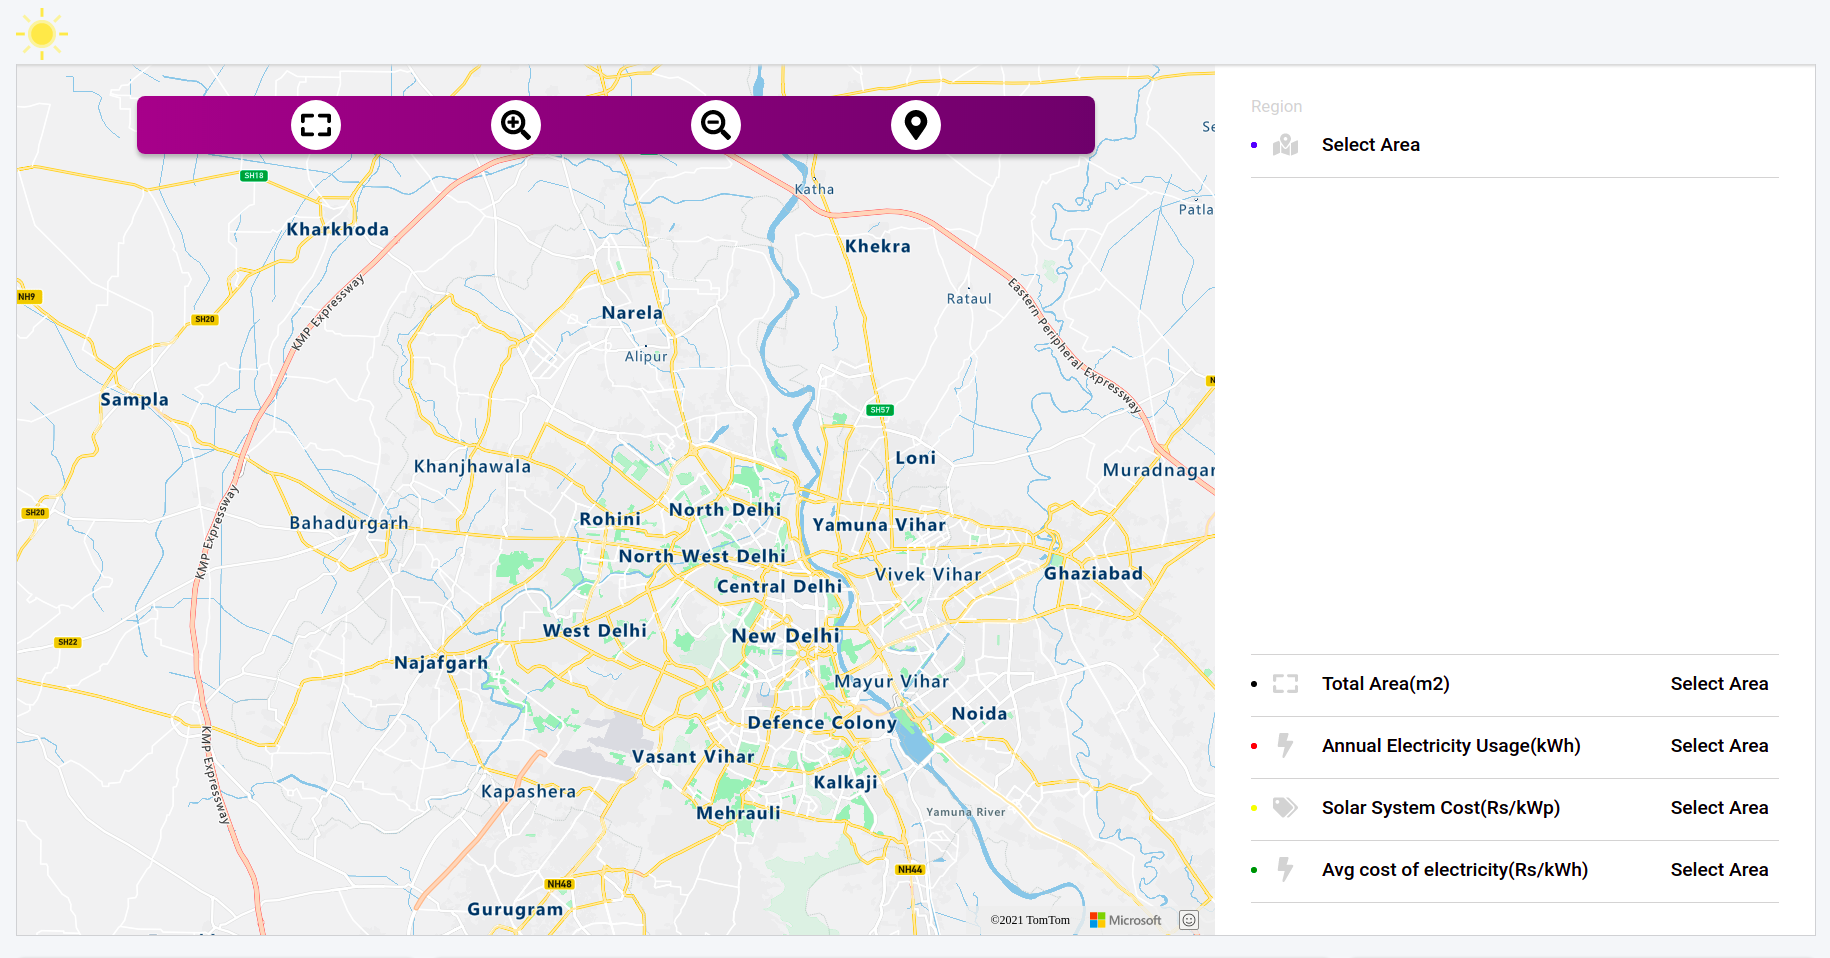 Region
Select Area
SH18
Katha
Kharkhoda
Khekra
NH9
Rataul
SH20
KMP Expressway
Eastern Peripheral Expressway
Narela
Alipur
Sampla
SH57
Khanjhawala
Loni
Muradnagar
SH20
Bahadurgarh
Rohini
North Delhi
Yamuna Vihar
KMP Expressway
North West Delhi
Central Delhi
Vivek Vihar
Ghaziabad
SH22
West Delhi
New Delhi
Najafgarh
Mayur Vihar
Noida
Defence Colony
KMP Expressway
Vasant Vihar
Kapashera
Kalkaji
Mehrauli
Yamuna River
NH48
NH44
Gurugram
©2021 TomTom
Microsoft
Total Area(m2) Select Area
Annual Electricity Usage(kWh) Select Area
Solar System Cost(Rs/kWp) Select Area
Avg cost of electricity(Rs/kWh) Select Area